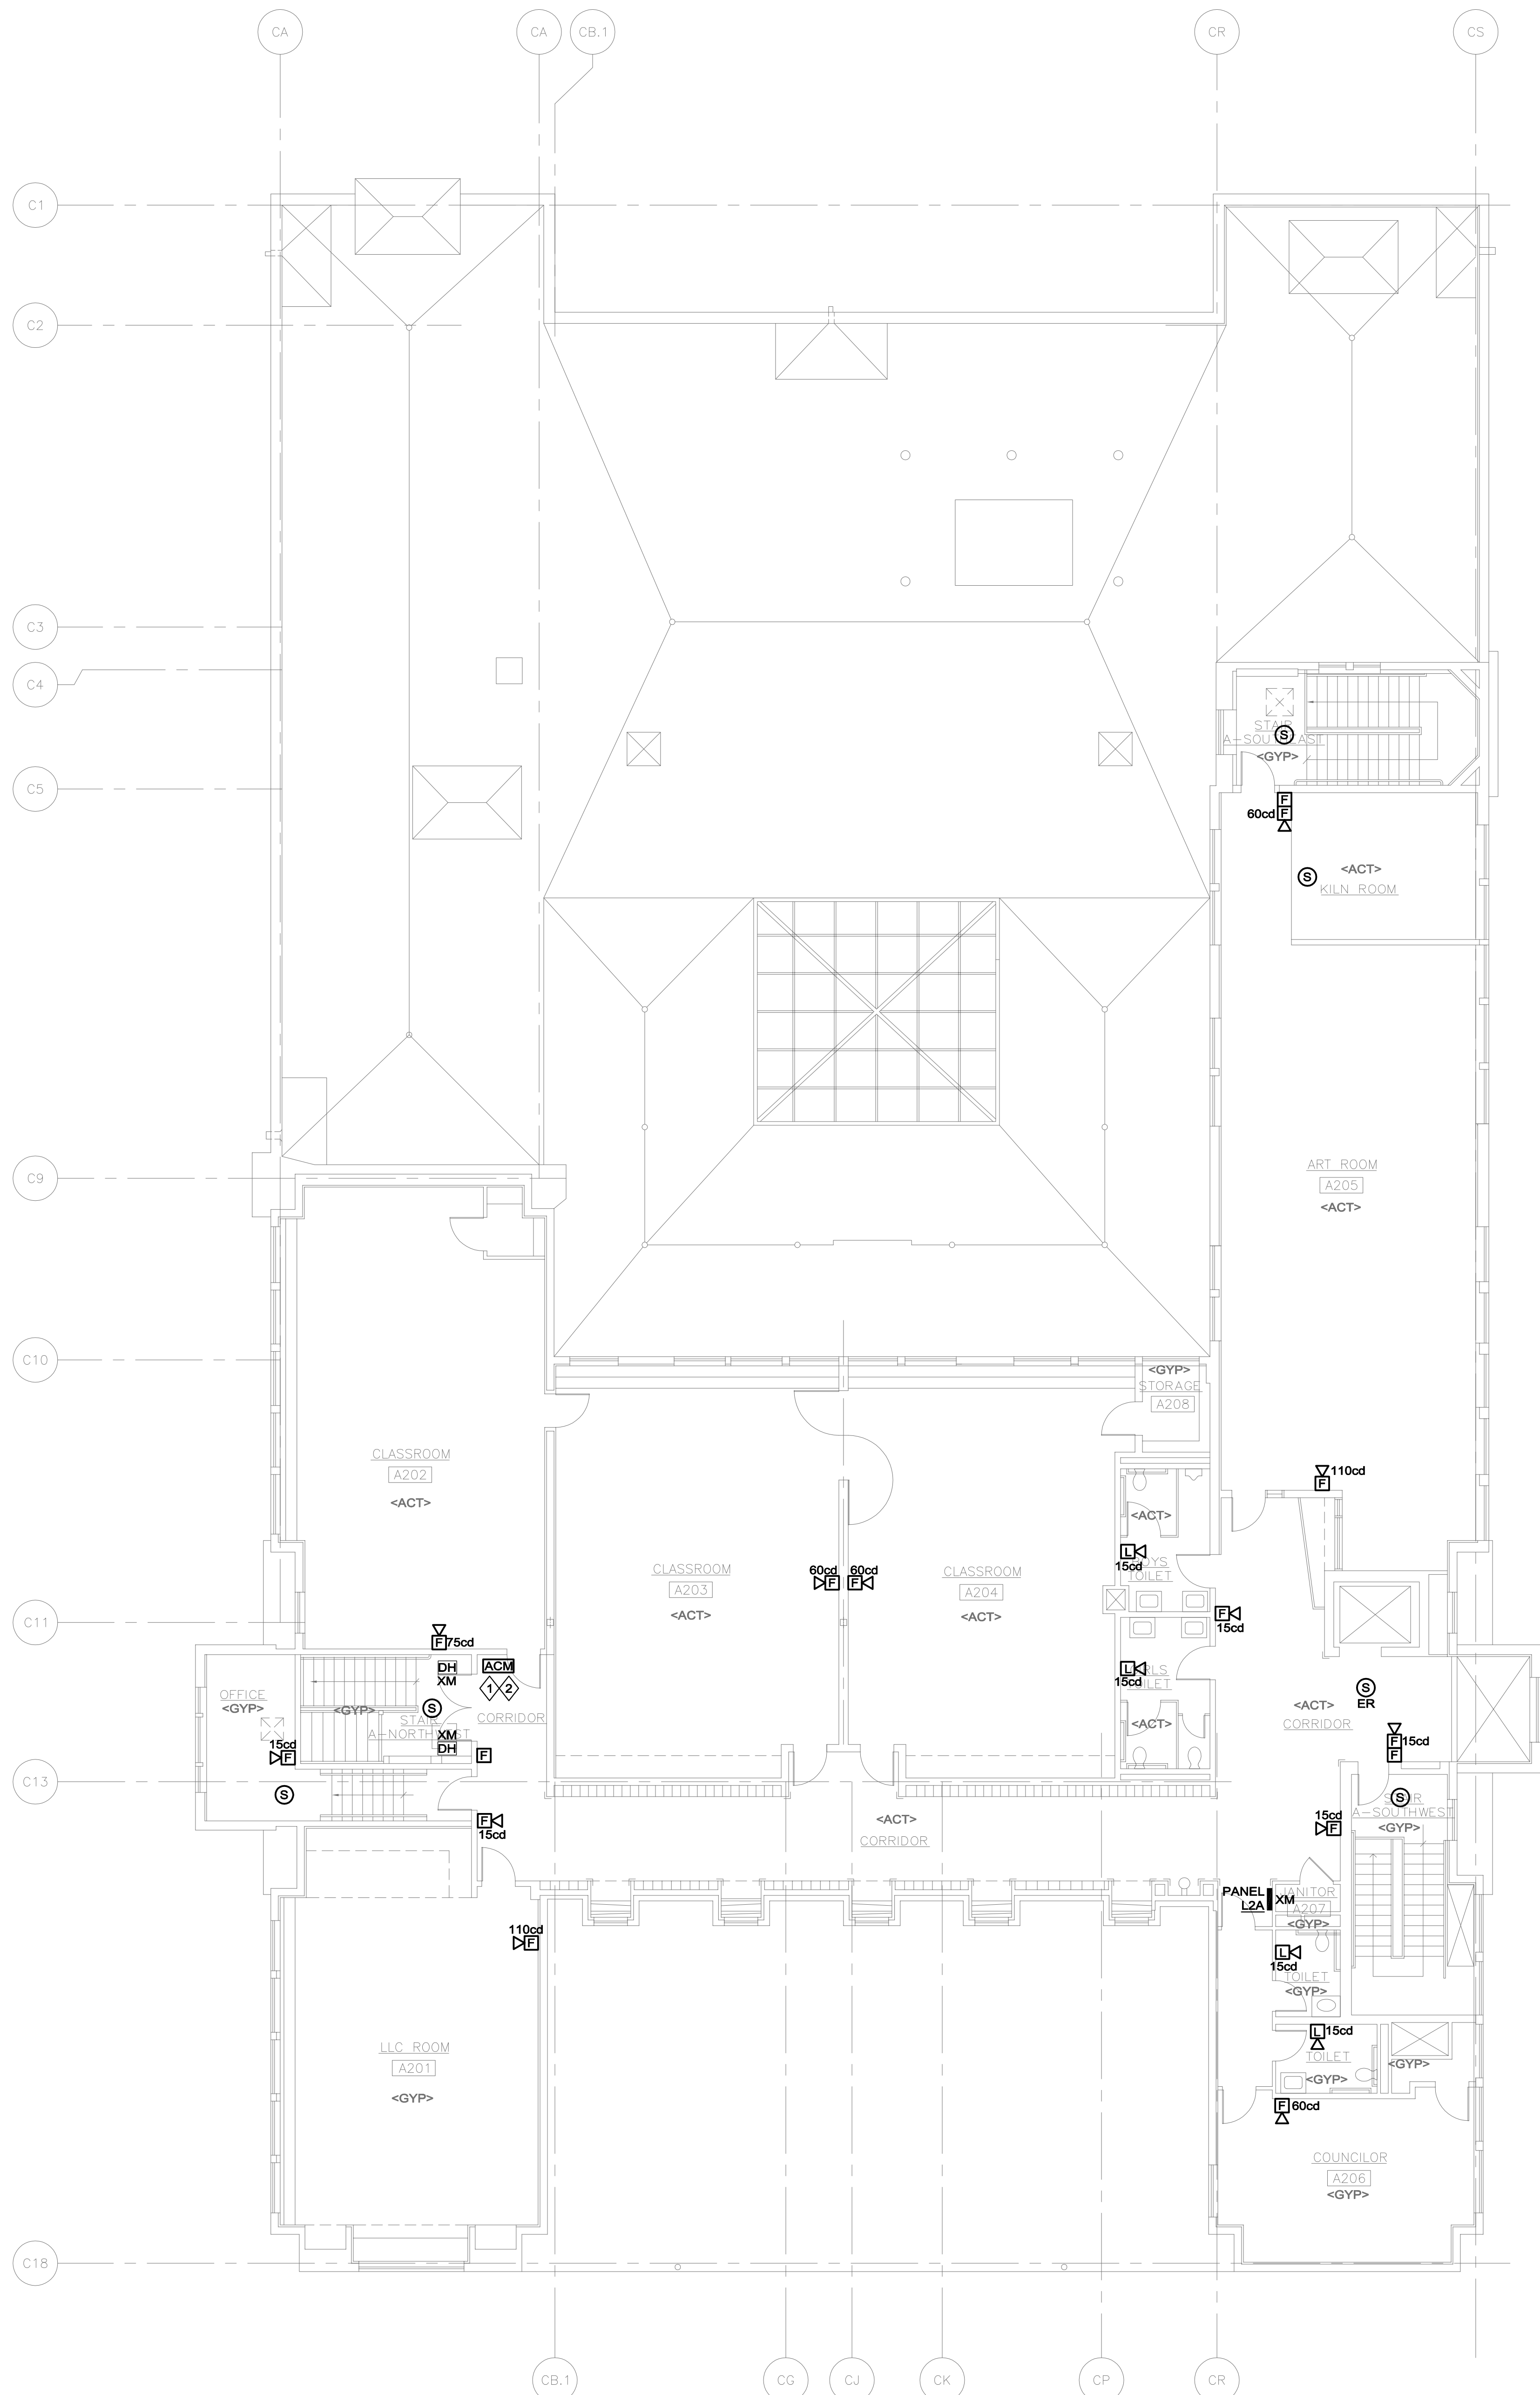 CA
CA
CB.1
CR
CS
C1
C2
C3
C4
C5
C9
C10
C11
C13
C18
STAIR
A-SOUTHEAST
S
<GYP>
F
F
60cd
S
<ACT>
KILN ROOM
ART ROOM
A205
<ACT>
<GYP>
STORAGE
A208
CLASSROOM
A202
<ACT>
110cd
F
<ACT>
L
15cd
BOYS
TOILET
CLASSROOM
A203
<ACT>
60cd
F
60cd
F
CLASSROOM
A204
<ACT>
F
15cd
F
75cd
L
15cd
GIRLS
TOILET
<ACT>
DH
XM
ACM
1
2
OFFICE
<GYP>
<GYP>
S
STAIR
A-NORTHWEST
CORRIDOR
XM
DH
15cd
F
F
S
S
ER
<ACT>
CORRIDOR
F
15cd
F
STAIR
S
A-SOUTHWEST
<GYP>
F
15cd
<ACT>
CORRIDOR
15cd
F
PANEL
L2A
XM
JANITOR
A207
<GYP>
110cd
F
L
15cd
TOILET
<GYP>
L
15cd
TOILET
<GYP>
<GYP>
LLC ROOM
A201
<GYP>
F
60cd
COUNCILOR
A206
<GYP>
CB.1
CG
CJ
CK
CP
CR